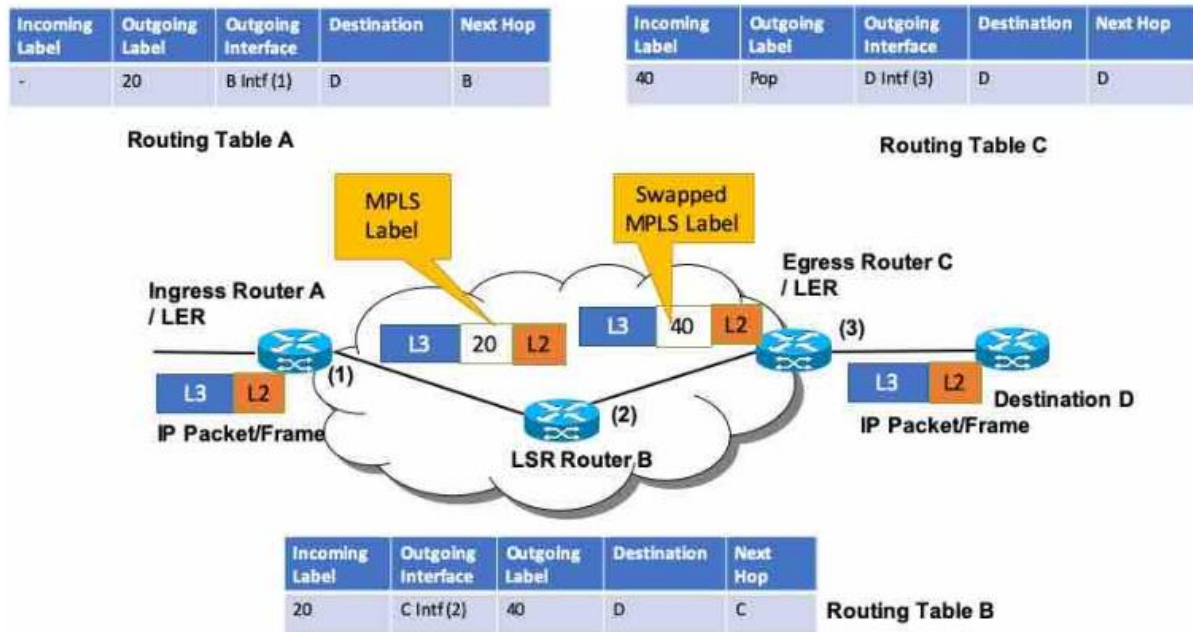 Incoming Label	Outgoing Label	Outgoing Interface	Destination	Next Hop
-	20	B Intf (1)	D	B
Routing Table A
Incoming Label	Outgoing Label	Outgoing Interface	Destination	Next Hop
40	Pop	D Intf (3)	D	D
Routing Table C
MPLS
Label
Swapped
MPLS Label
Ingress Router A
/ LER
Egress Router C
/ LER
L3 20 L2
L3 40 L2
(1)
(2)
(3)
L3 L2
IP Packet/Frame
LSR Router B
L3 L2
IP Packet/Frame
Destination D
Incoming Label	Outgoing Interface	Outgoing Label	Destination	Next Hop
20	C Intf (2)	40	D	C
Routing Table B